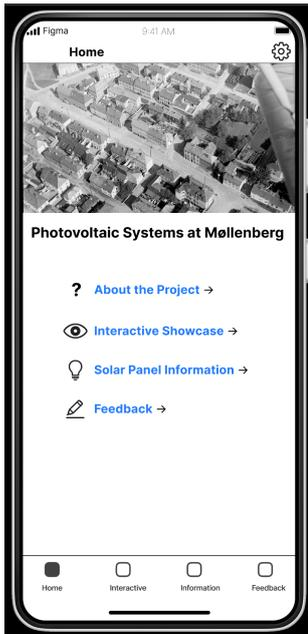 Figma
9:41 AM
Home
Photovoltaic Systems at Møllenberg
? About the Project →
Interactive Showcase →
Solar Panel Information →
Feedback →
Home Interactive Information Feedback